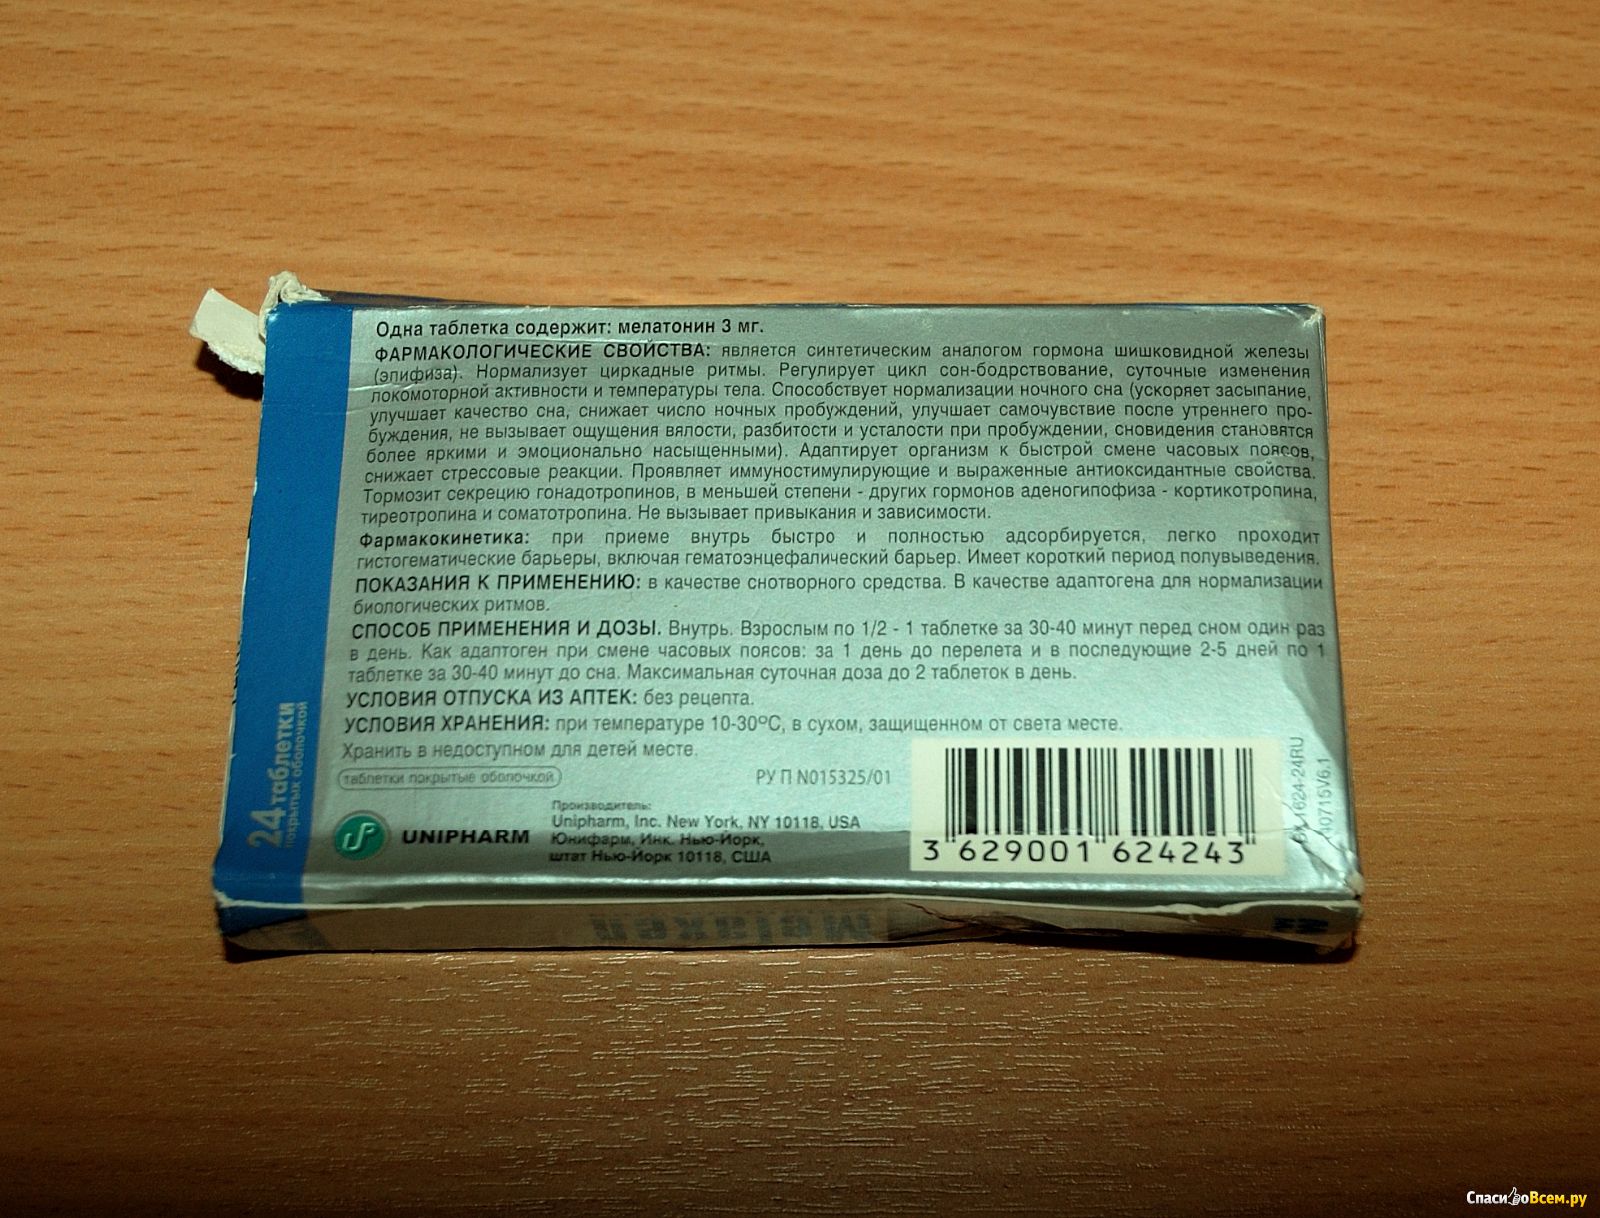 Одна таблетка содержит: мелатонин 3 мг.
ФАРМАКОЛОГИЧЕСКИЕ СВОЙСТВА: является синтетическим аналогом гормона шишковидной железы
(эпифиза). Нормализует циркадные ритмы. Регулирует цикл сон-бодрствование, суточные изменения
локомоторной активности и температуры тела. Способствует нормализации ночного сна (ускоряет засыпание,
улучшает качество сна, снижает число ночных пробуждений, улучшает самочувствие после утреннего про-
буждения, не вызывает ощущения вялости, разбитости и усталости при пробуждении, сновидения становятся
более яркими и эмоционально насыщенными). Адаптирует организм к быстрой смене часовых поясов,
снижает стрессовые реакции. Проявляет иммуностимулирующие и выраженные антиоксидантные свойства.
Тормозит секрецию гонадотропинов, в меньшей степени - других гормонов аденогипофиза - кортикотропина,
тиреотропина и соматотропина. Не вызывает привыкания и зависимости.
Фармакокинетика: при приеме внутрь быстро и полностью адсорбируется, легко проходит
гистогематические барьеры, включая гематоэнцефалический барьер. Имеет короткий период полувыведения.
ПОКАЗАНИЯ К ПРИМЕНЕНИЮ: в качестве снотворного средства. В качестве адаптогена для нормализации
биологических ритмов.
СПОСОБ ПРИМЕНЕНИЯ И ДОЗЫ. Внутрь. Взрослым по 1/2 - 1 таблетке за 30-40 минут перед сном один раз
в день. Как адаптоген при смене часовых поясов: за 1 день до перелета и в последующие 2-5 дней по 1
таблетке за 30-40 минут до сна. Максимальная суточная доза до 2 таблеток в день.
УСЛОВИЯ ОТПУСКА ИЗ АПТЕК: без рецепта.
УСЛОВИЯ ХРАНЕНИЯ: при температуре 10-30ºС, в сухом, защищенном от света месте.
Хранить в недоступном для детей месте.
таблетки покрытые оболочкой
РУ П N015325/01
UNIPHARM
Производитель:
Unipharm, Inc. New York, NY 10118, USA
Юнифарм, Инк. Нью-Йорк,
штат Нью-Йорк 10118, США
3 629001 624243
24 таблетки
покрытых оболочкой
624-24RU
40715V6.1
Мелаксен
СпасибоВсем.ру